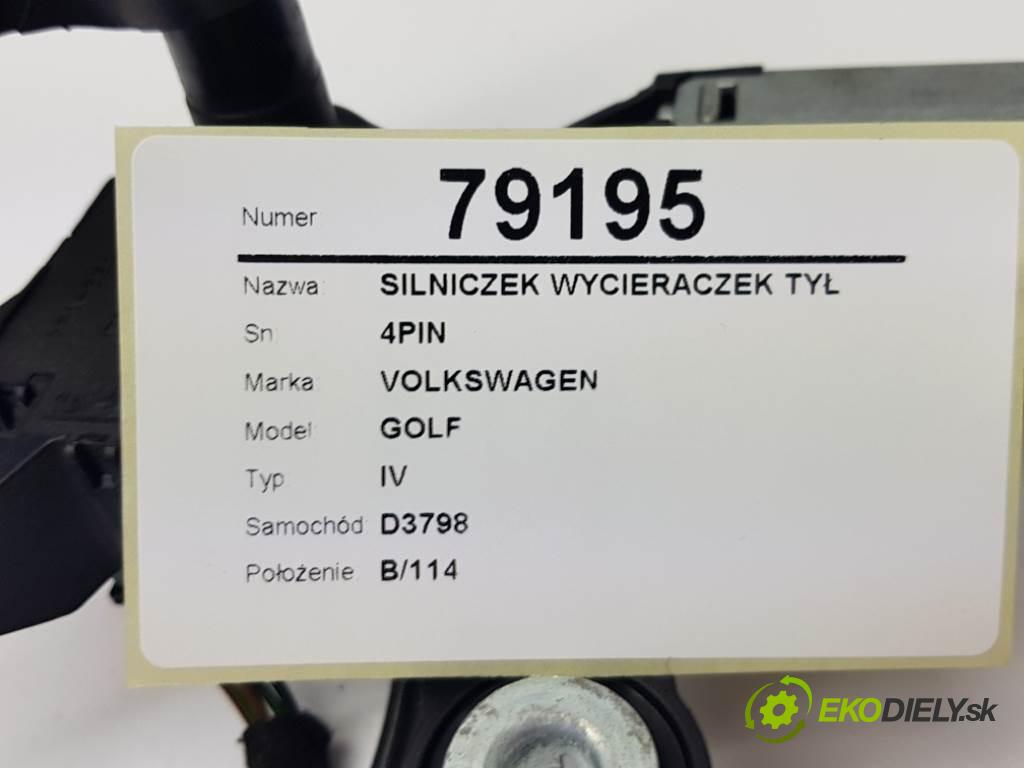 Numer 79195
Nazwa: SILNICZEK WYCIERACZEK TYŁ
Sn 4PIN
Marka VOLKSWAGEN
Model: GOLF
Typ IV
Samochód: D3798
Położenie B/114
EKODIELY.sk